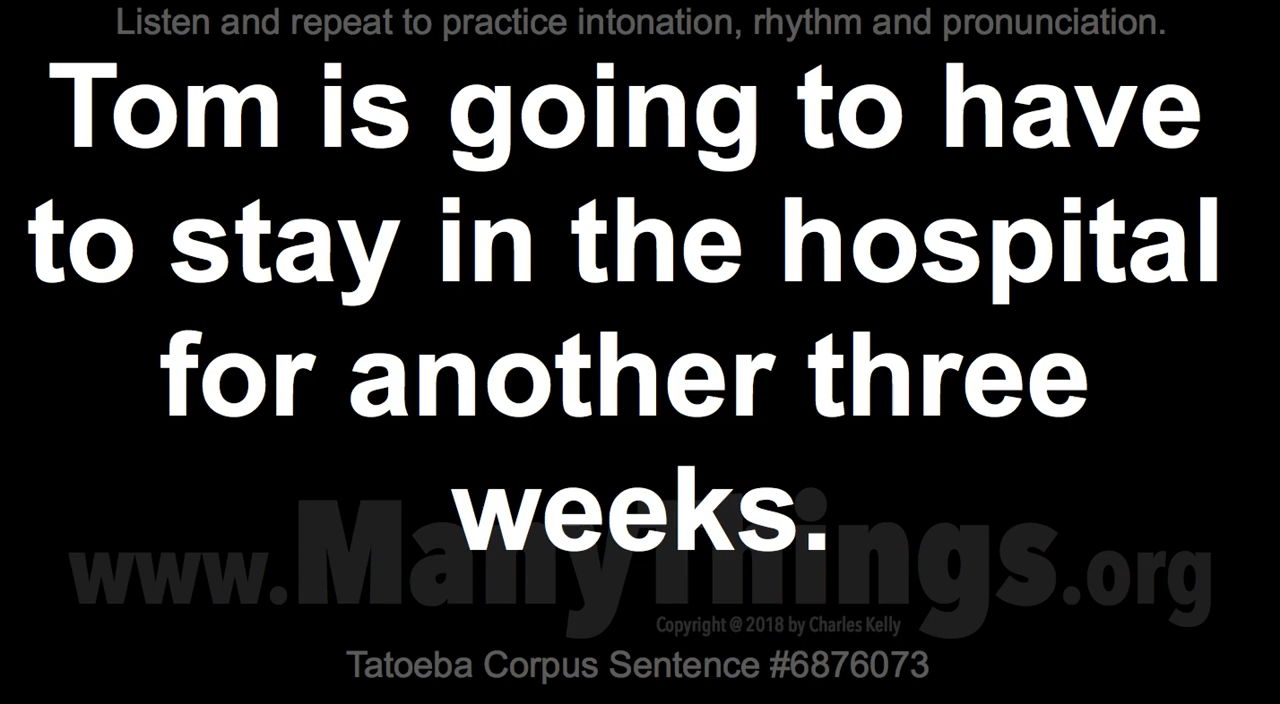 Listen and repeat to practice intonation, rhythm and pronunciation.
Tom is going to have
to stay in the hospital
for another three
weeks.
www.ManyThings.org
Copyright @ 2018 by Charles Kelly
Tatoeba Corpus Sentence #6876073